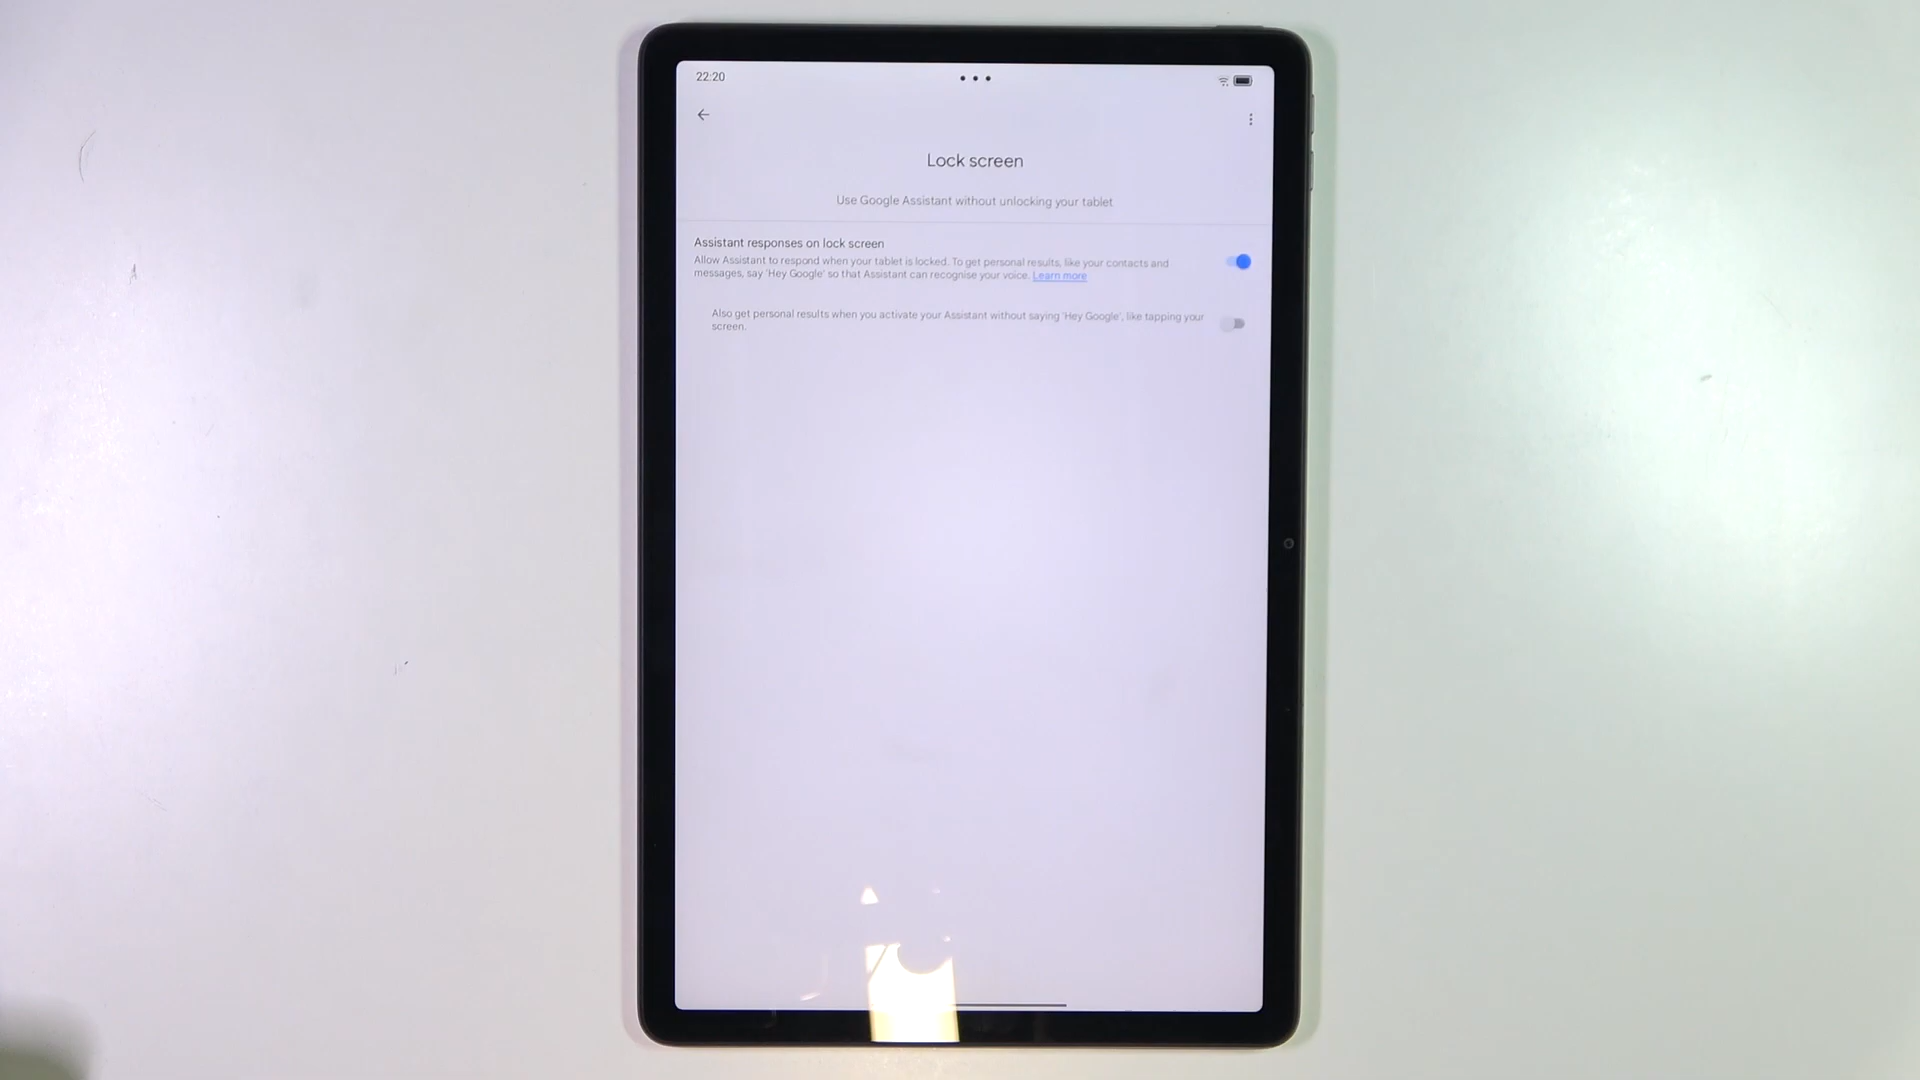 22:20
Lock screen
Use Google Assistant without unlocking your tablet
Assistant responses on lock screen
Allow Assistant to respond when your tablet is locked. To get personal results, like your contacts and
messages, say 'Hey Google' so that Assistant can recognise your voice. Learn more
Also get personal results when you activate your Assistant without saying 'Hey Google', like tapping your
screen.